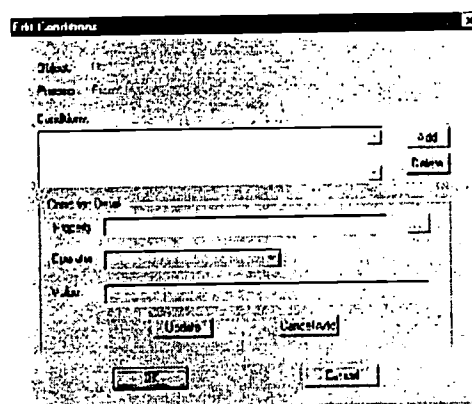 Edit Conditions
Object:
Process:
Conditions:
Add
Delete
Condition Detail
Property
Operator
Value
Update
Cancel Add
OK
Cancel